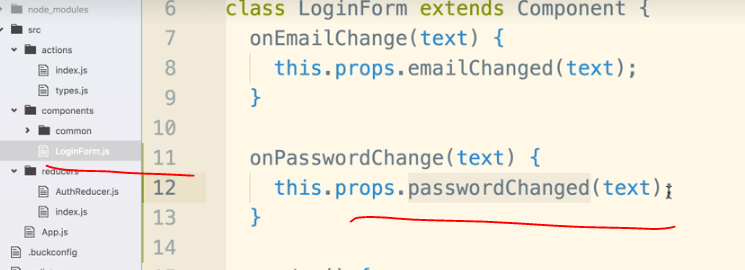 node_modules
src
actions
index.js
types.js
components
common
LoginForm.js
reducers
AuthReducer.js
index.js
App.js
.buckconfig
6 class LoginForm extends Component {
7 onEmailChange(text) {
8 this.props.emailChanged(text);
9 }
10
11 onPasswordChange(text) {
12 this.props.passwordChanged(text);
13 }
14